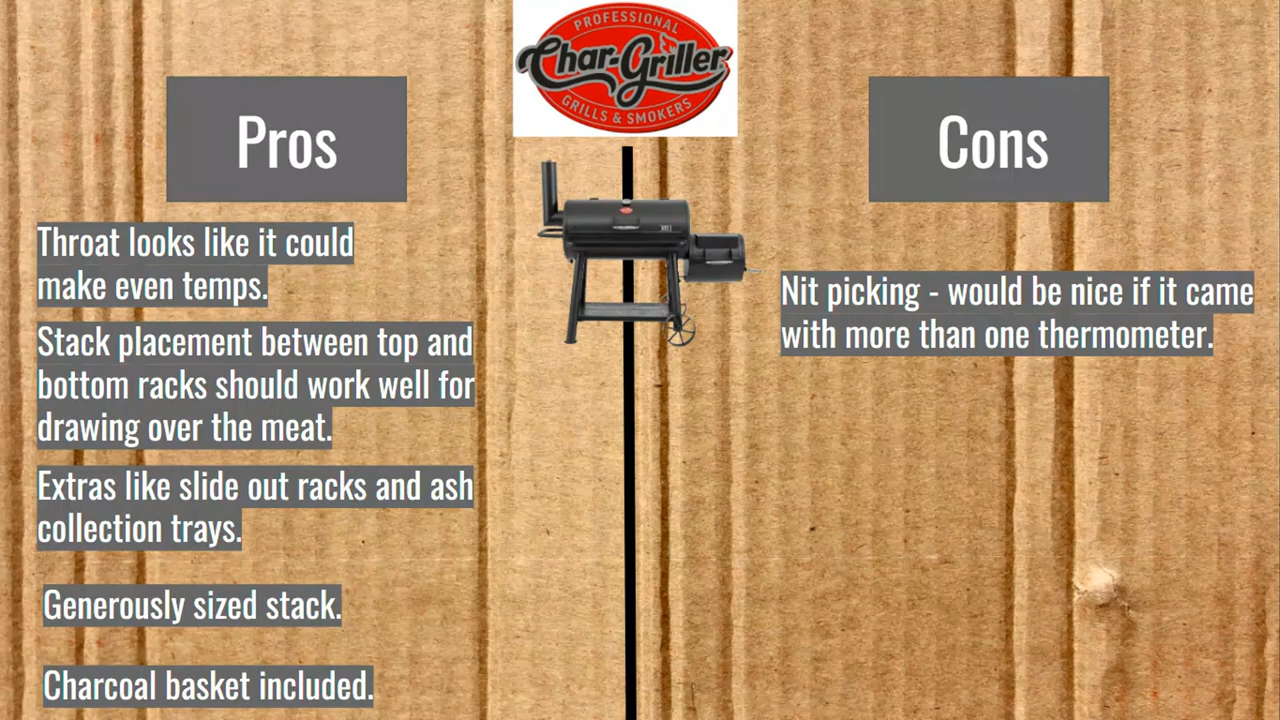 PROFESSIONAL
Char-Griller
GRILLS & SMOKERS
Pros
Throat looks like it could
make even temps.
Stack placement between top and
bottom racks should work well for
drawing over the meat.
Extras like slide out racks and ash
collection trays.
Generously sized stack.
Charcoal basket included.
Cons
Nit picking - would be nice if it came
with more than one thermometer.